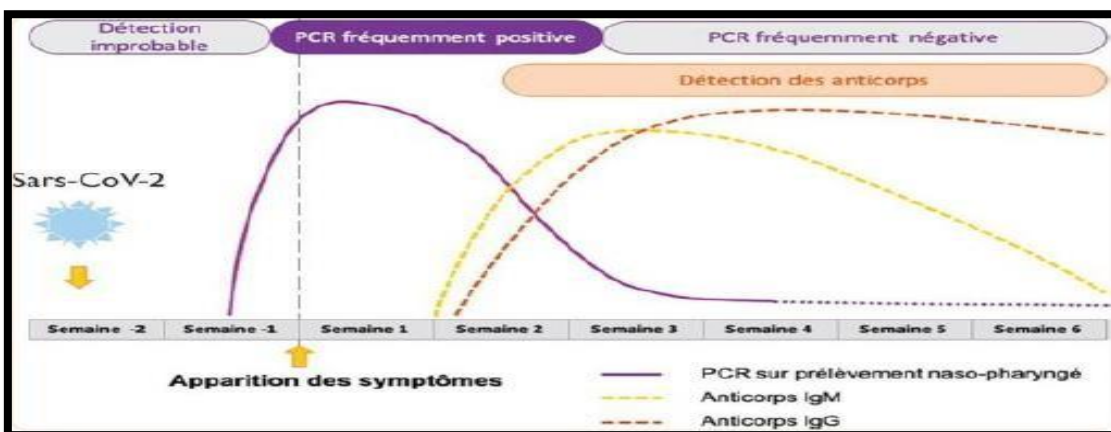 Détection
improbable
PCR fréquemment positive
PCR fréquemment négative
Détection des anticorps
Sars-CoV-2
Semaine -2
Semaine -1
Semaine 1
Semaine 2
Semaine 3
Semaine 4
Semaine 5
Semaine 6
Apparition des symptômes
PCR sur prélèvement naso-pharyngé
Anticorps IgM
Anticorps IgG